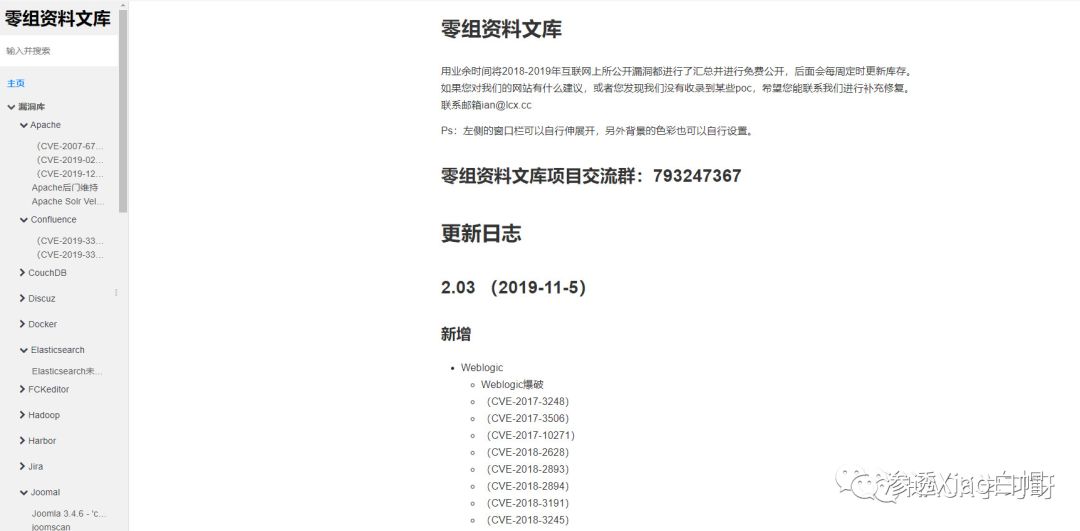 零组资料文库
输入并搜索
主页
漏洞库
Apache
（CVE-2007-67...
（CVE-2019-02...
（CVE-2019-12...
Apache后门维持
Apache Solr Vel...
Confluence
（CVE-2019-33...
（CVE-2019-33...
CouchDB
Discuz
Docker
Elasticsearch
Elasticsearch未...
FCKeditor
Hadoop
Harbor
Jira
Joomal
Joomla 3.4.6 - 'c...
joomscan
零组资料文库
用业余时间将2018-2019年互联网上所公开漏洞都进行了汇总并进行免费公开，后面会每周定时更新库存。
如果您对我们的网站有什么建议，或者您发现我们没有收录到某些poc，希望您能联系我们进行补充修复。
联系邮箱ian@lcx.cc
Ps：左侧的窗口栏可以自行伸展开，另外背景的色彩也可以自行设置。
零组资料文库项目交流群：793247367
更新日志
2.03 （2019-11-5）
新增
Weblogic
Weblogic爆破
（CVE-2017-3248）
（CVE-2017-3506）
（CVE-2017-10271）
（CVE-2018-2628）
（CVE-2018-2893）
（CVE-2018-2894）
（CVE-2018-3191）
（CVE-2018-3245）